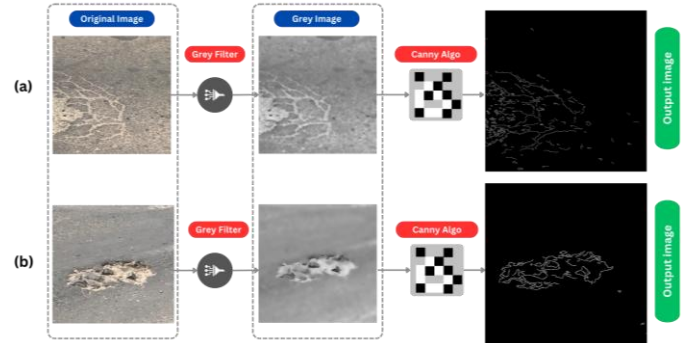 Original Image
Grey Image
Grey Filter
Canny Algo
(a)
Output image
Grey Filter
Canny Algo
(b)
Output image